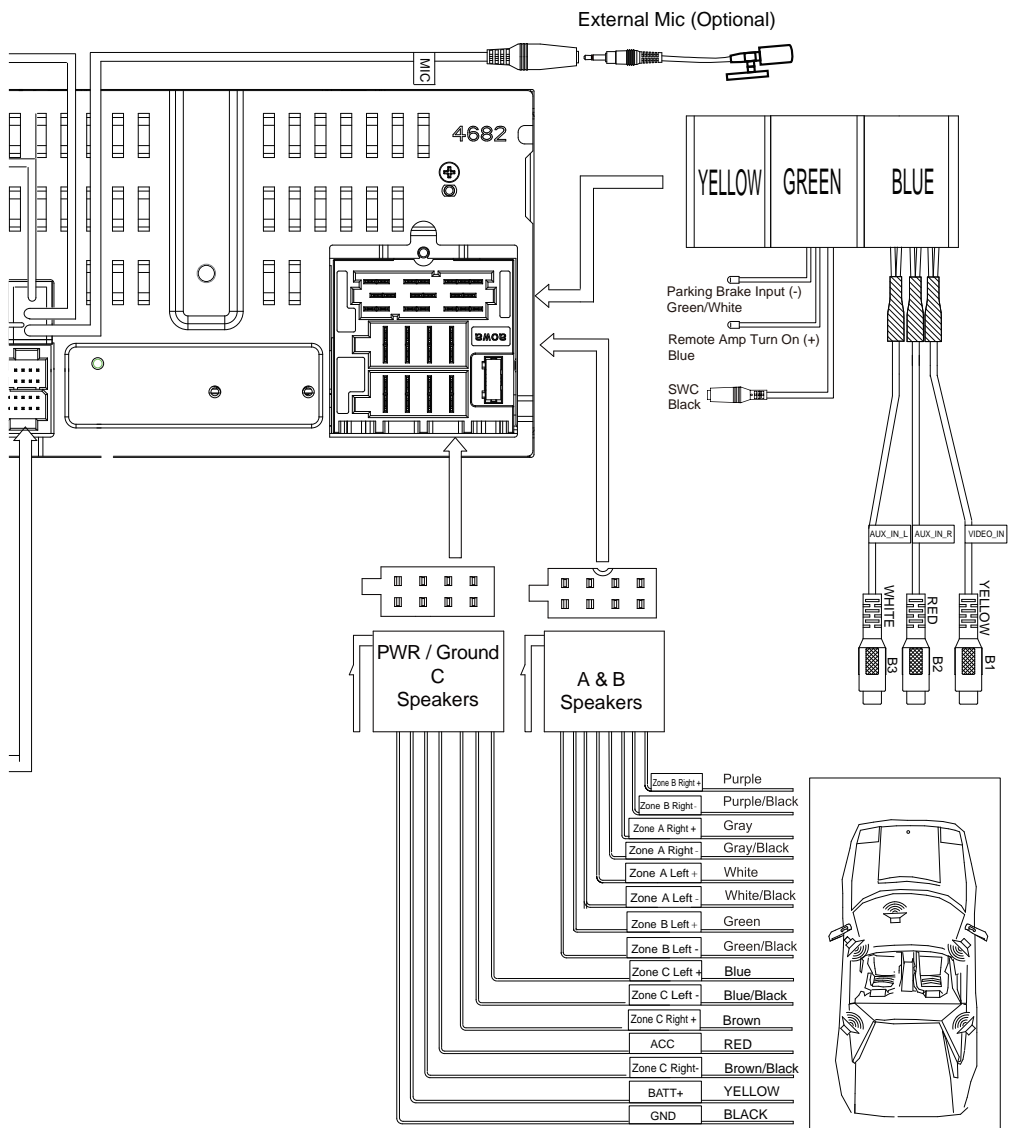 External Mic (Optional)
MIC
4682
YELLOW
GREEN
BLUE
Parking Brake Input (-)
Green/White
Remote Amp Turn On (+)
Blue
SWC
Black
AUX_IN_L
AUX_IN_R
VIDEO_IN
WHITE
RED
YELLOW
B3
B2
B1
PWR / Ground
C
Speakers
A & B
Speakers
Zone B Right + Purple
Zone B Right - Purple/Black
Zone A Right + Gray
Zone A Right - Gray/Black
Zone A Left + White
Zone A Left - White/Black
Zone B Left + Green
Zone B Left - Green/Black
Zone C Left + Blue
Zone C Left - Blue/Black
Zone C Right + Brown
ACC RED
Zone C Right- Brown/Black
BATT+ YELLOW
GND BLACK